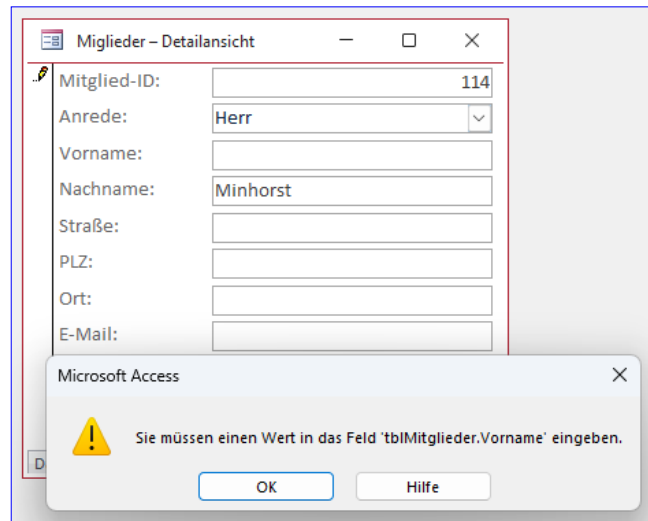 Miglieder – Detailansicht
Mitglied-ID: 114
Anrede: Herr
Vorname:
Nachname: Minhorst
Straße:
PLZ:
Ort:
E-Mail:
Microsoft Access
Sie müssen einen Wert in das Feld 'tblMitglieder.Vorname' eingeben.
D
OK Hilfe